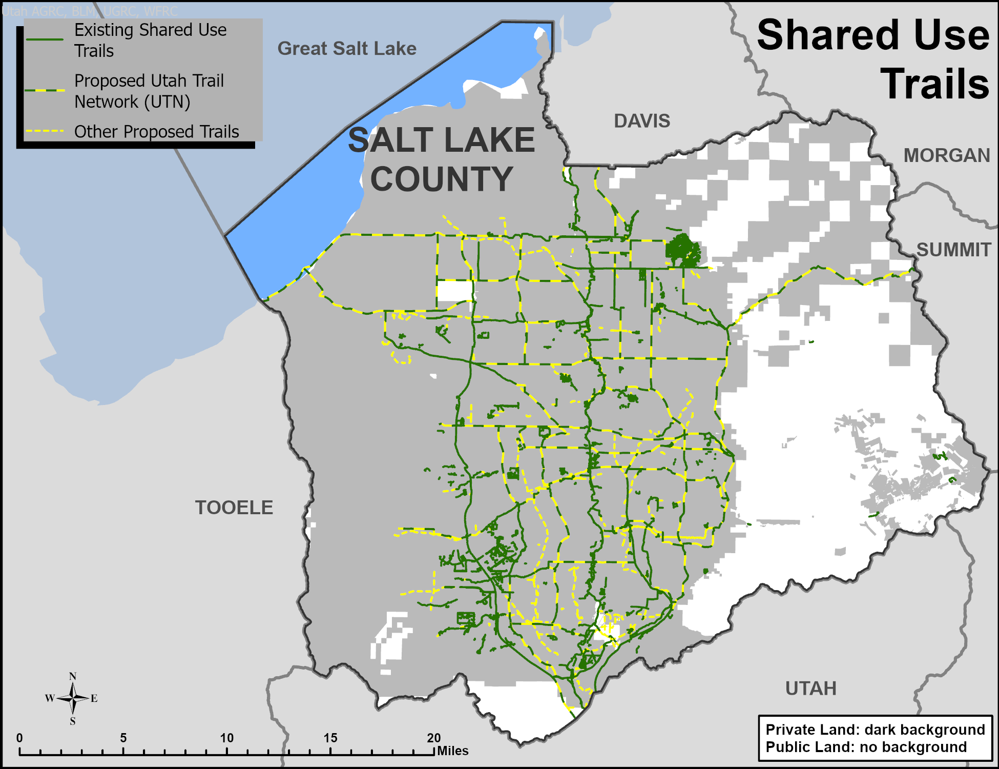 Utah AGRC, BLM, UGRC, WFRC
Existing Shared Use
Trails
Proposed Utah Trail
Network (UTN)
Other Proposed Trails
Shared Use
Trails
Great Salt Lake
SALT LAKE
COUNTY
DAVIS
MORGAN
SUMMIT
TOOELE
UTAH
N
W E
S
0 5 10 15 20
Miles
Private Land: dark background
Public Land: no background